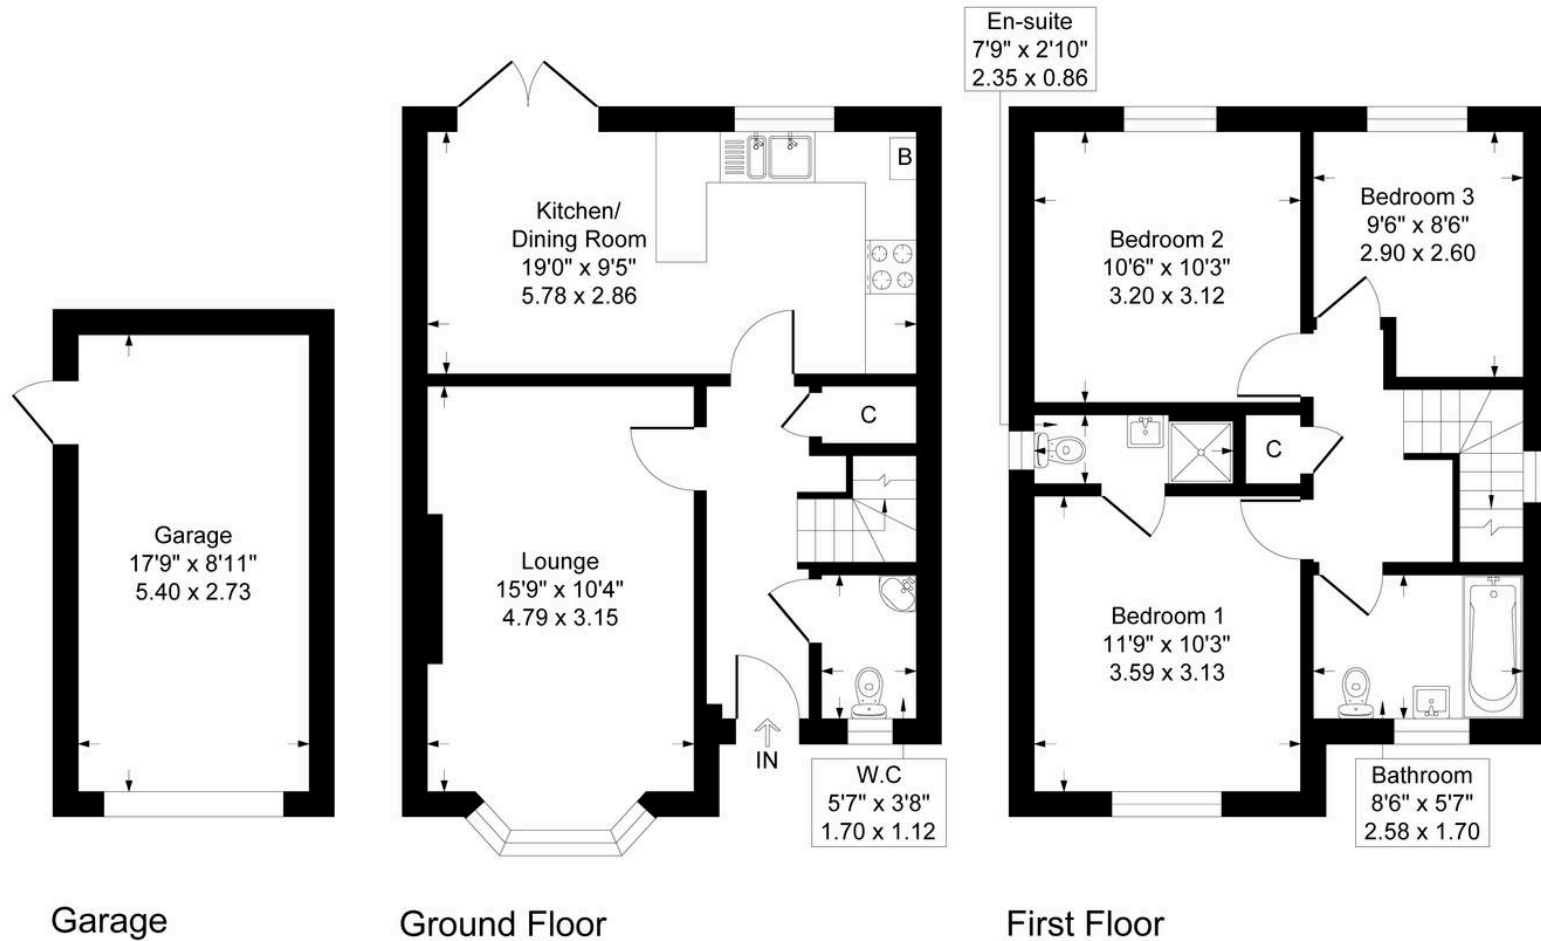 En-suite
7'9" x 2'10"
2.35 x 0.86
B
Kitchen/
Dining Room
19'0" x 9'5"
5.78 x 2.86
Bedroom 2
10'6" x 10'3"
3.20 x 3.12
Bedroom 3
9'6" x 8'6"
2.90 x 2.60
C
C
Garage
17'9" x 8'11"
5.40 x 2.73
Lounge
15'9" x 10'4"
4.79 x 3.15
Bedroom 1
11'9" x 10'3"
3.59 x 3.13
IN
W.C
5'7" x 3'8"
1.70 x 1.12
Bathroom
8'6" x 5'7"
2.58 x 1.70
Garage
Ground Floor
First Floor